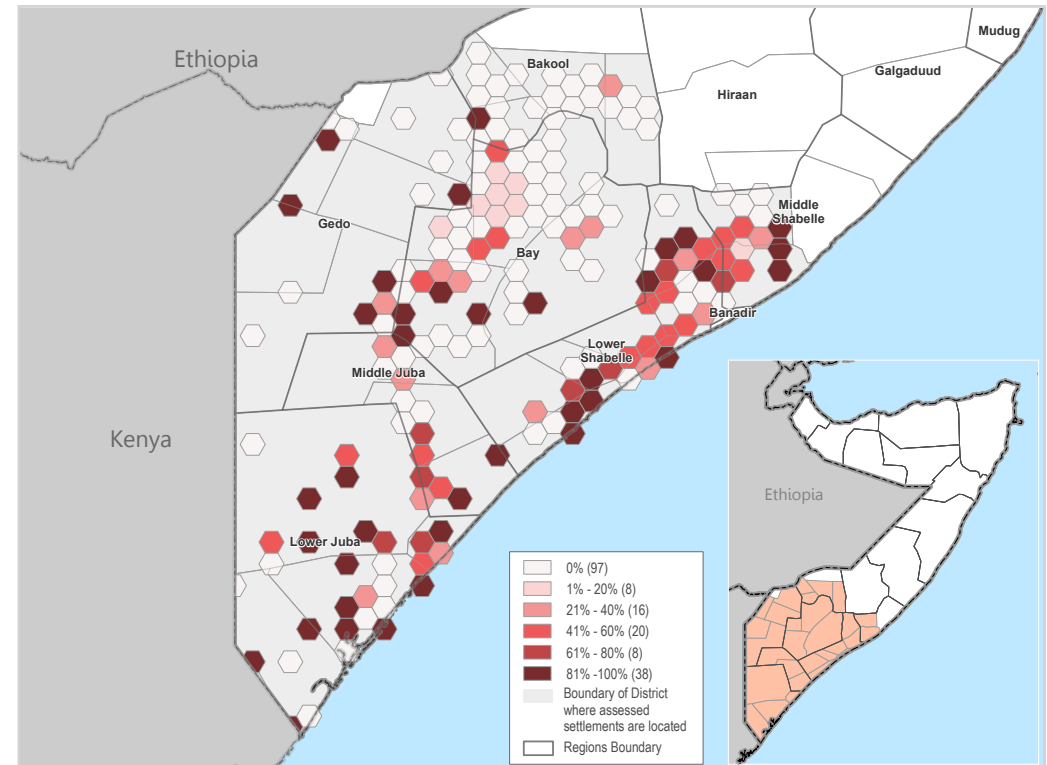 Mudug
Ethiopia
Bakool
Galgaduud
Hiraan
Middle
Shabelle
Gedo
Bay
Banadir
Lower
Shabelle
Middle Juba
Kenya
Ethiopia
Lower Juba
0% (97)
1% - 20% (8)
21% - 40% (16)
41% - 60% (20)
61% - 80% (8)
81% -100% (38)
Boundary of District
where assessed
settlements are located
Regions Boundary